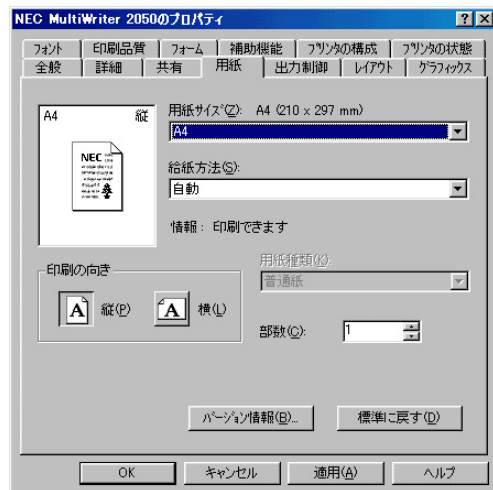 NEC MultiWriter 2050のプロパティ
フォント 印刷品質 フォーム 補助機能 プリンタの構成 プリンタの状態
全般 詳細 共有 用紙 出力制御 レイアウト グラフィックス
A4 縦
NEC
用紙サイズ(Z): A4 (210 x 297 mm)
A4
給紙方法(S):
自動
情報 : 印刷できます
用紙種類(K):
普通紙
印刷の向き
A 縦(P) A 横(L)
部数(C): 1
バージョン情報(B)... 標準に戻す(D)
OK キャンセル 適用(A) ヘルプ